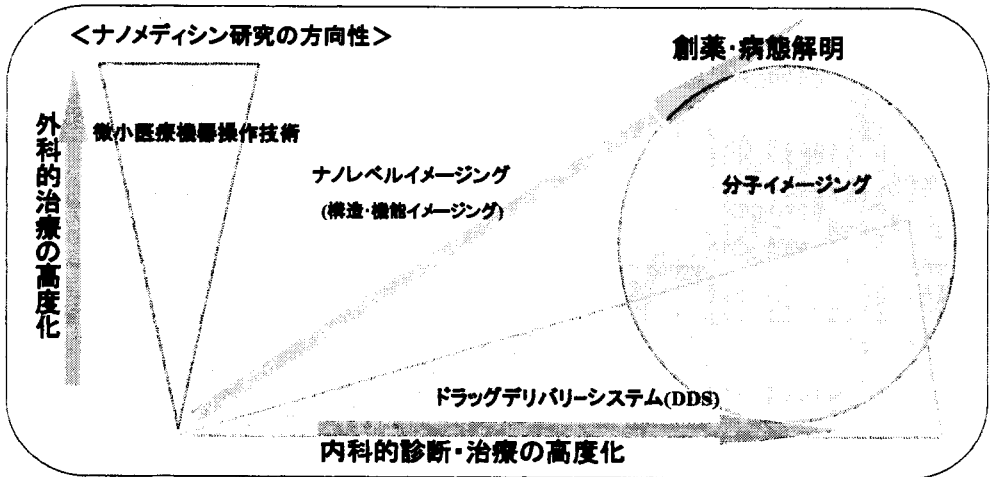 <ナノメディシン研究の方向性>
創薬・病態解明
外科的治療の高度化
微小医療機器操作技術
ナノレベルイメージング
(構造・機能イメージング)
分子イメージング
ドラッグデリバリーシステム(DDS)
内科的診断・治療の高度化